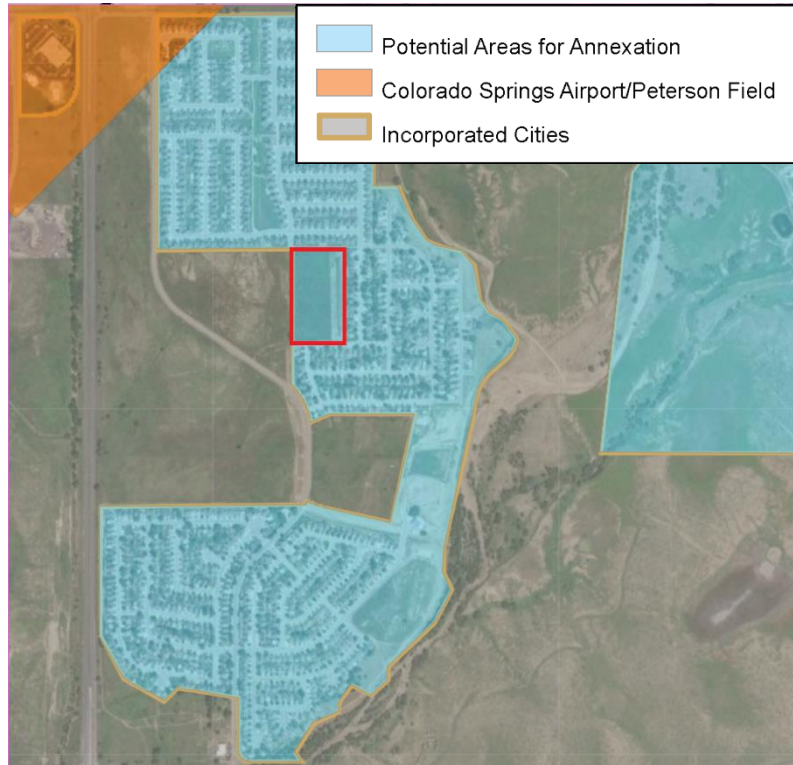 Potential Areas for Annexation
Colorado Springs Airport/Peterson Field
Incorporated Cities